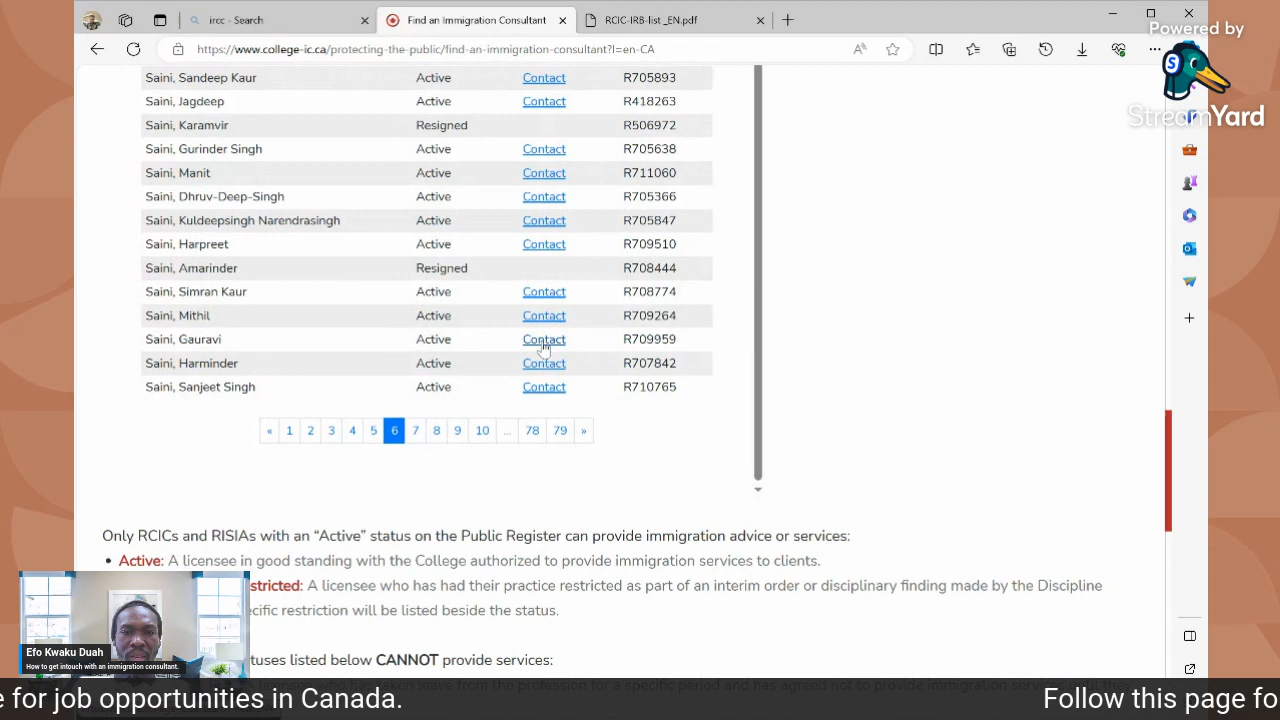 ircc - Search
Find an Immigration Consultant
RCIC-IRB-list _EN.pdf
https://www.college-ic.ca/protecting-the-public/find-an-immigration-consultant?l=en-CA
Powered by
StreamYard
Saini, Sandeep Kaur Active Contact R705893
Saini, Jagdeep Active Contact R418263
Saini, Karamvir Resigned R506972
Saini, Gurinder Singh Active Contact R705638
Saini, Manit Active Contact R711060
Saini, Dhruv-Deep-Singh Active Contact R705366
Saini, Kuldeepsingh Narendrasingh Active Contact R705847
Saini, Harpreet Active Contact R709510
Saini, Amarinder Resigned R708444
Saini, Simran Kaur Active Contact R708774
Saini, Mithil Active Contact R709264
Saini, Gauravi Active Contact R709959
Saini, Harminder Active Contact R707842
Saini, Sanjeet Singh Active Contact R710765
« 1 2 3 4 5 6 7 8 9 10 ... 78 79 »
Only RCICs and RISIAs with an “Active” status on the Public Register can provide immigration advice or services:
• Active: A licensee in good standing with the College authorized to provide immigration services to clients.
stricted: A licensee who has had their practice restricted as part of an interim order or disciplinary finding made by the Discipline
ecific restriction will be listed beside the status.
tuses listed below CANNOT provide services:
Efo Kwaku Duah
How to get intouch with an immigration consultant.
e for job opportunities in Canada. Follow this page fo